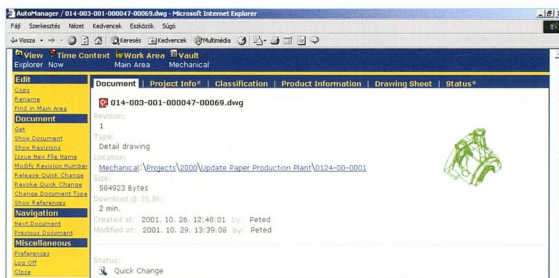 AutoManager / 014-003-001-000047-00069.dwg - Microsoft Internet Explorer
Fájl Szerkesztés Nézet Kedvencek Eszközök Súgó
Vissza Keresés Kedvencek Multimédia
View Time Context Work Area Vault
Explorer Now Main Area Mechanical
Edit
Copy
Rename
Find in Main Area
Document
Get
Show Document
Show Revisions
Issue New File Name
Modify Revision Number
Release Quick Change
Revoke Quick Change
Change Document Type
Show References
Navigation
Next Document
Previous Document
Miscellaneous
Preferences
Log Off
Close
Document | Project Info* | Classification | Product Information | Drawing Sheet | Status*
014-003-001-000047-00069.dwg
Revision:
1
Type:
Detail drawing
Location:
Mechanical:\Projects\2000\Update Paper Production Plant\0124-00-0001
Size:
584923 Bytes
Download @ 28.8k:
2 min.
Created at: 2001. 10. 26. 12:48:01 by: Peted
Modified at: 2001. 10. 29. 13:39:08 by: Peted
Status:
Quick Change